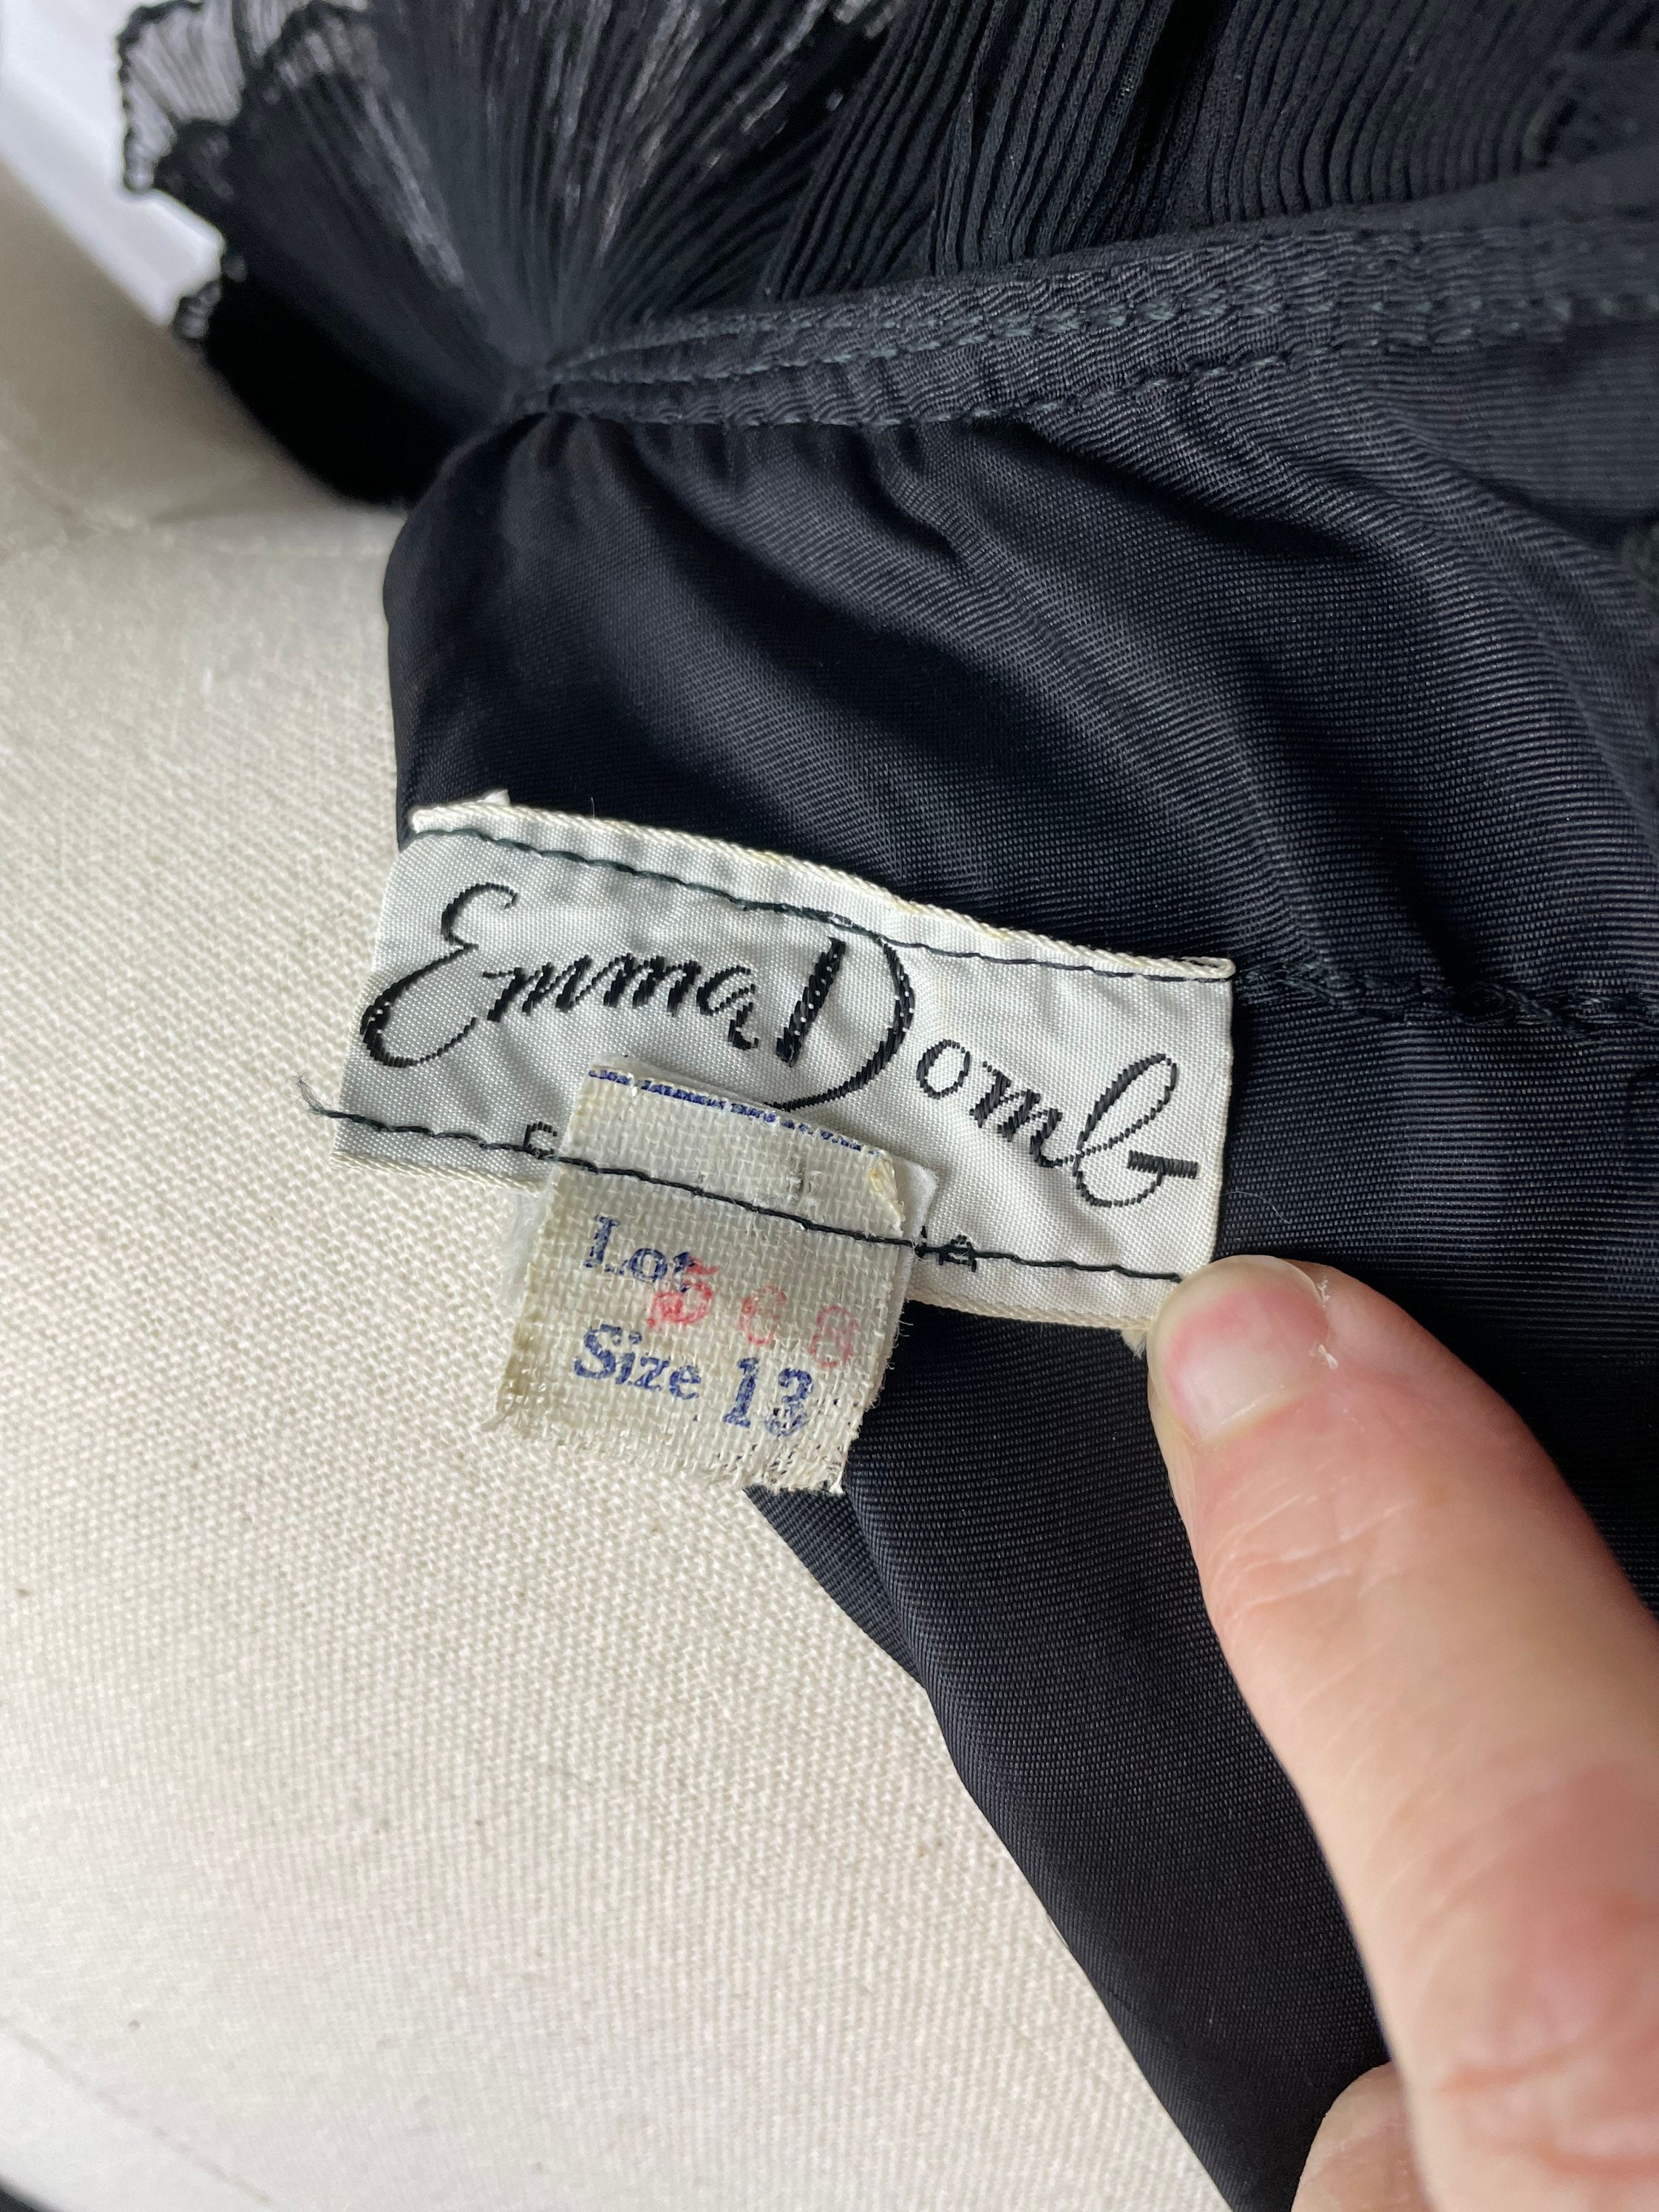 Emma Domb
Lot 568
Size 13